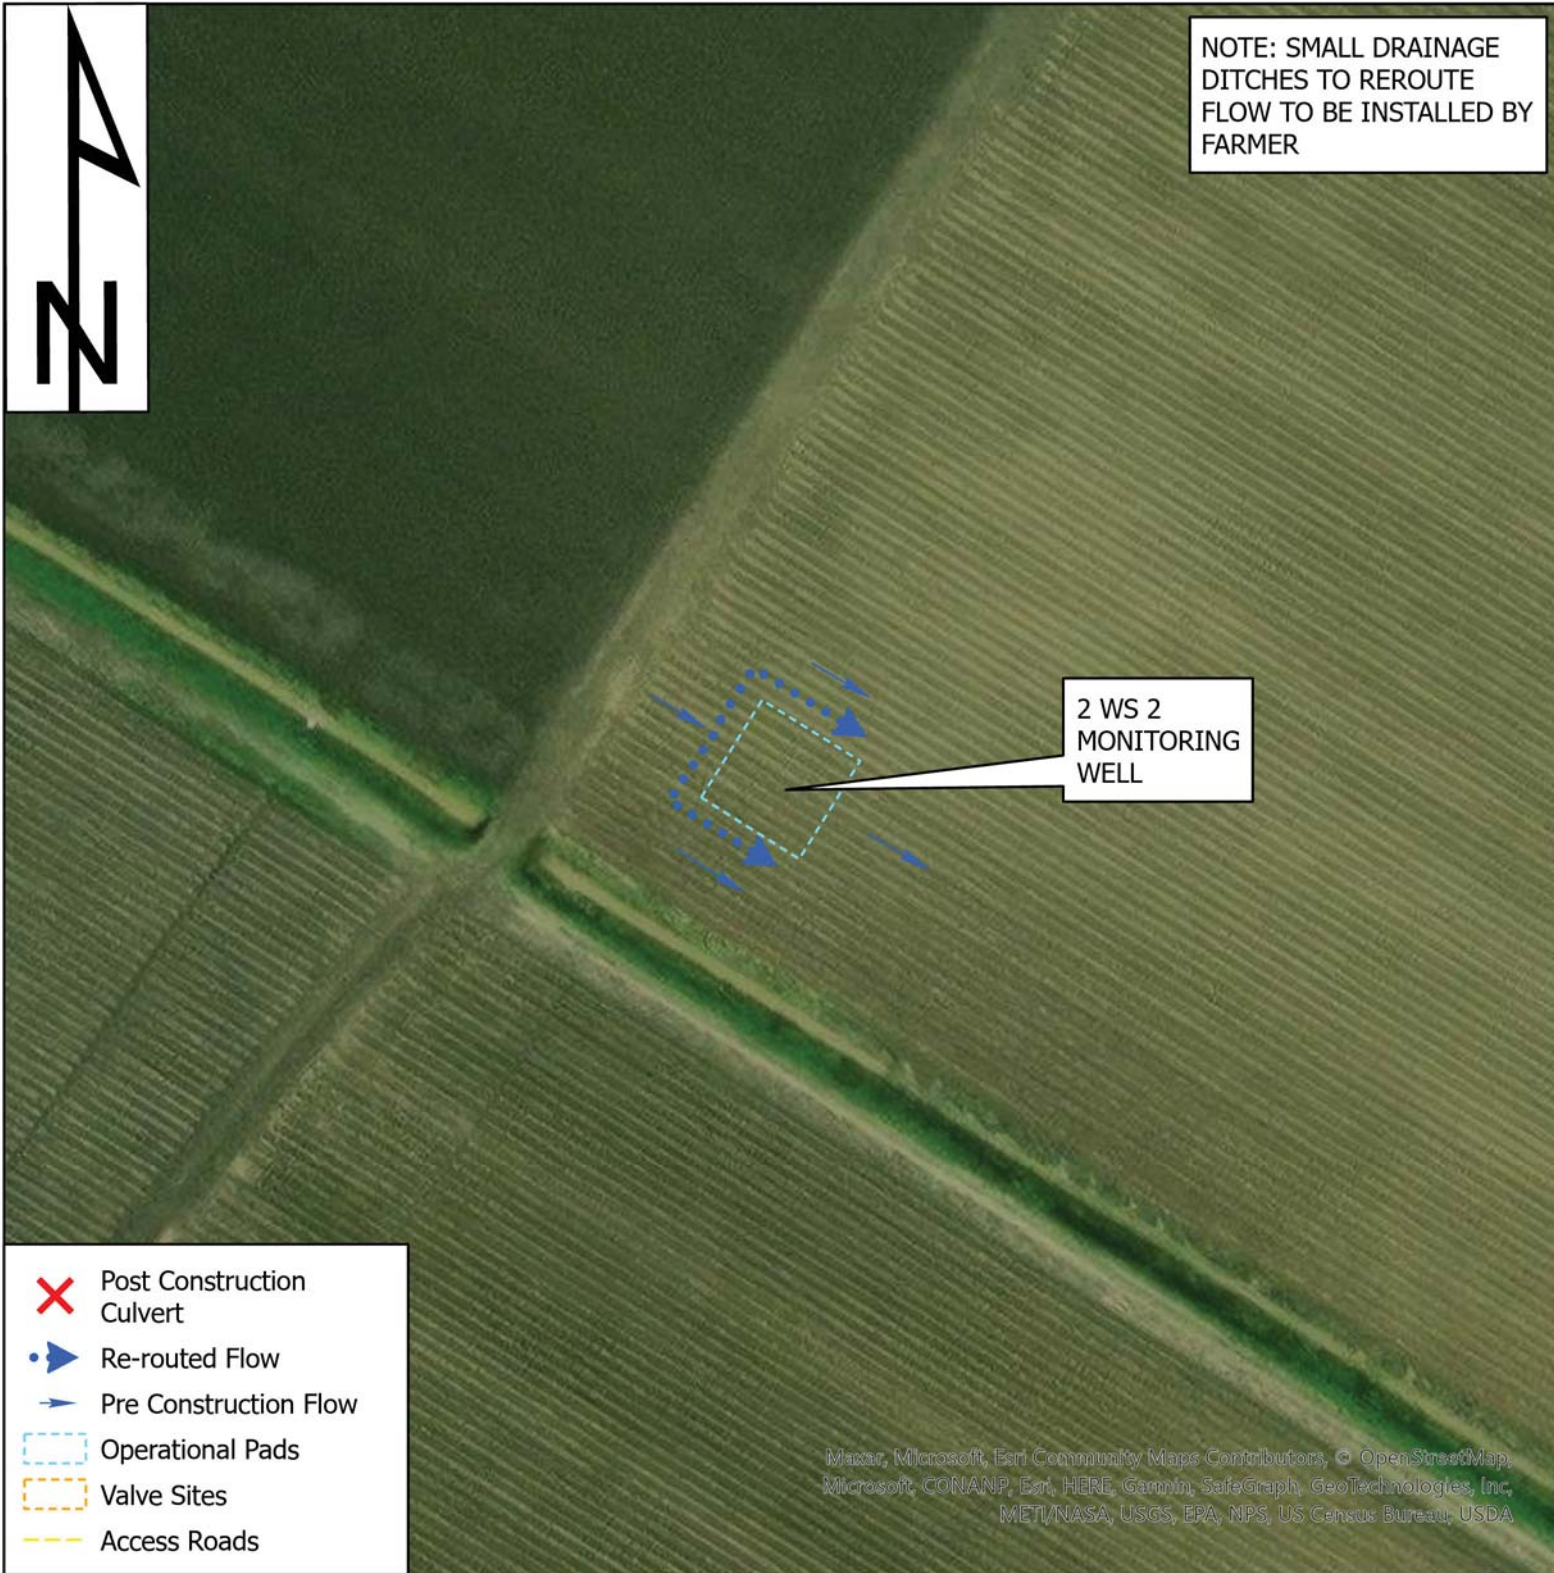 N
NOTE: SMALL DRAINAGE
DITCHES TO REROUTE
FLOW TO BE INSTALLED BY
FARMER
2 WS 2
MONITORING
WELL
Post Construction
Culvert
Re-routed Flow
Pre Construction Flow
Operational Pads
Valve Sites
Access Roads
Maxar, Microsoft, Esri Community Maps Contributors, © OpenStreetMap,
Microsoft, CONANP, Esri, HERE, Garmin, SafeGraph, GeoTechnologies, Inc,
METI/NASA, USGS, EPA, NPS, US Census Bureau, USDA